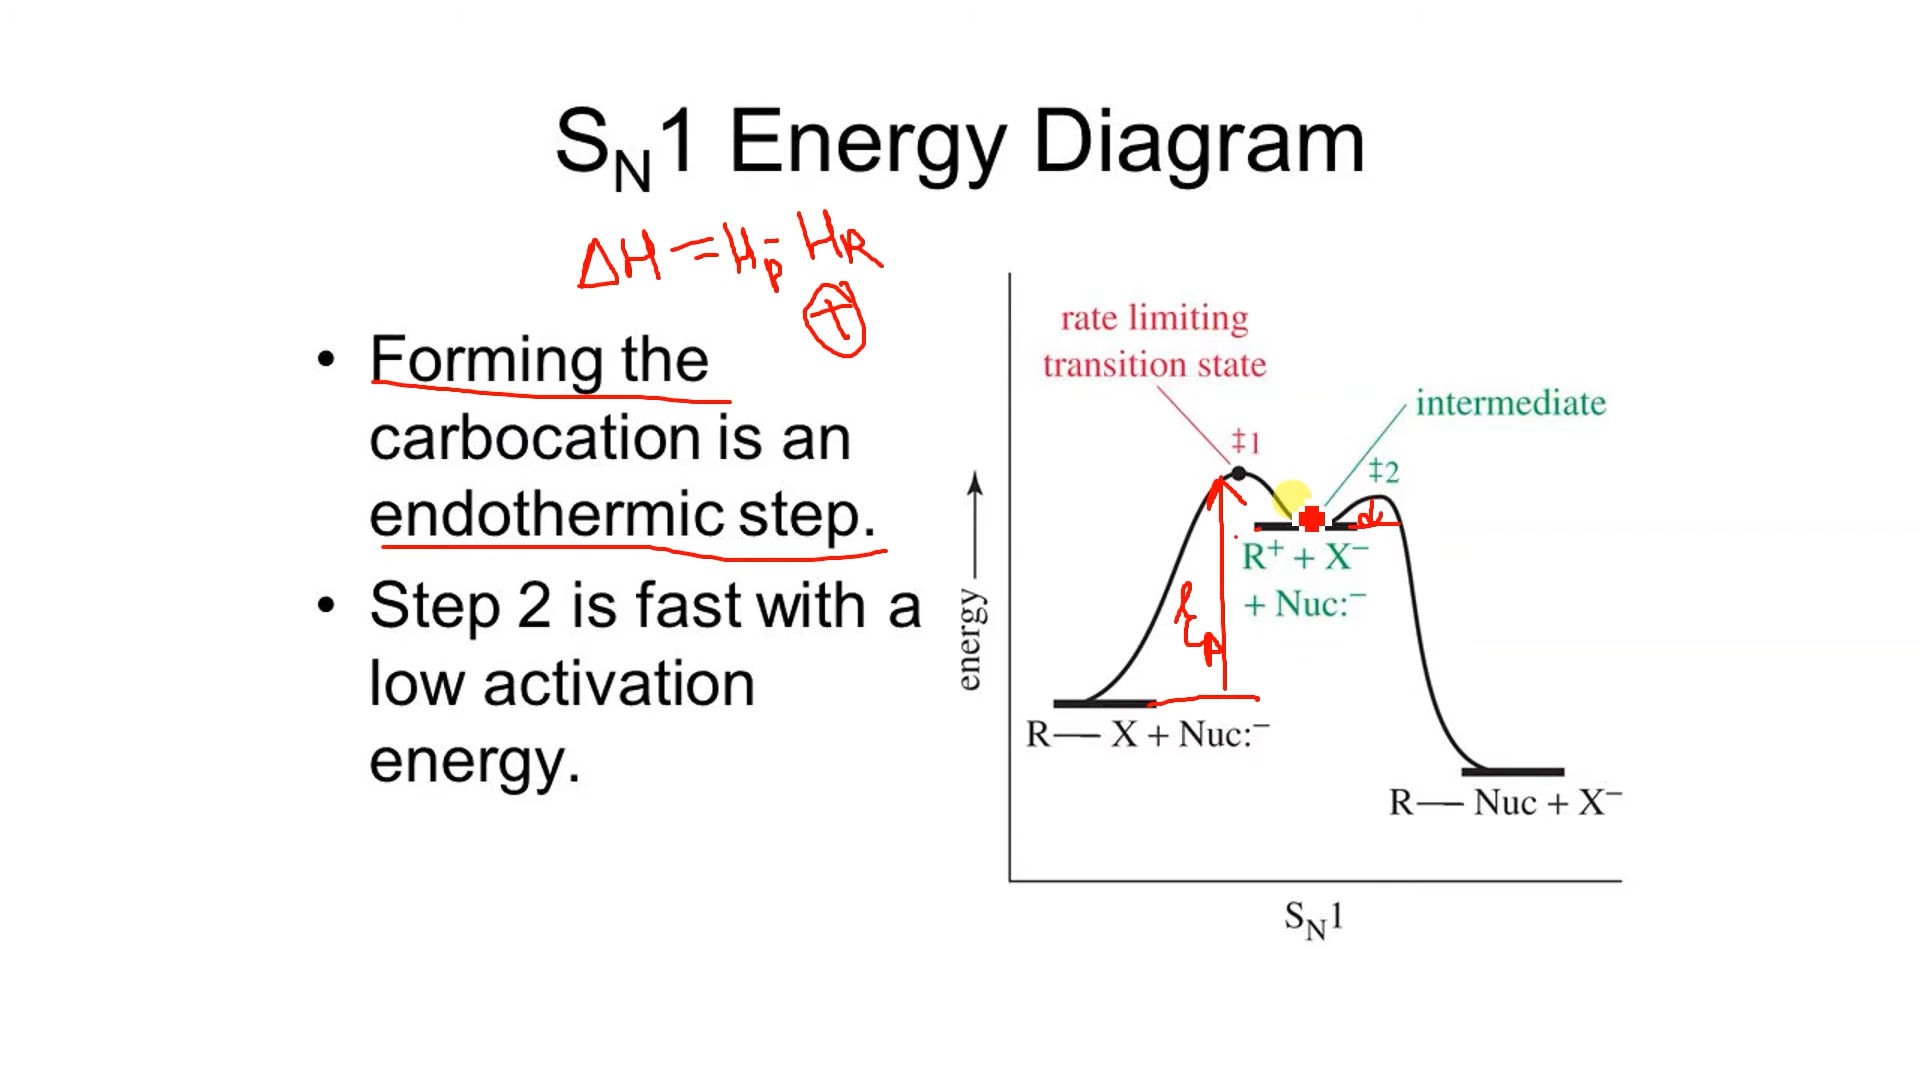 SN1 Energy Diagram
ΔH = Hp - HR
+
• Forming the
carbocation is an
endothermic step.
• Step 2 is fast with a
low activation
energy.
rate limiting
transition state
intermediate
‡1
‡2
R⁺ + X⁻
+ Nuc:⁻
energy
R— X + Nuc:⁻
R— Nuc + X⁻
SN1